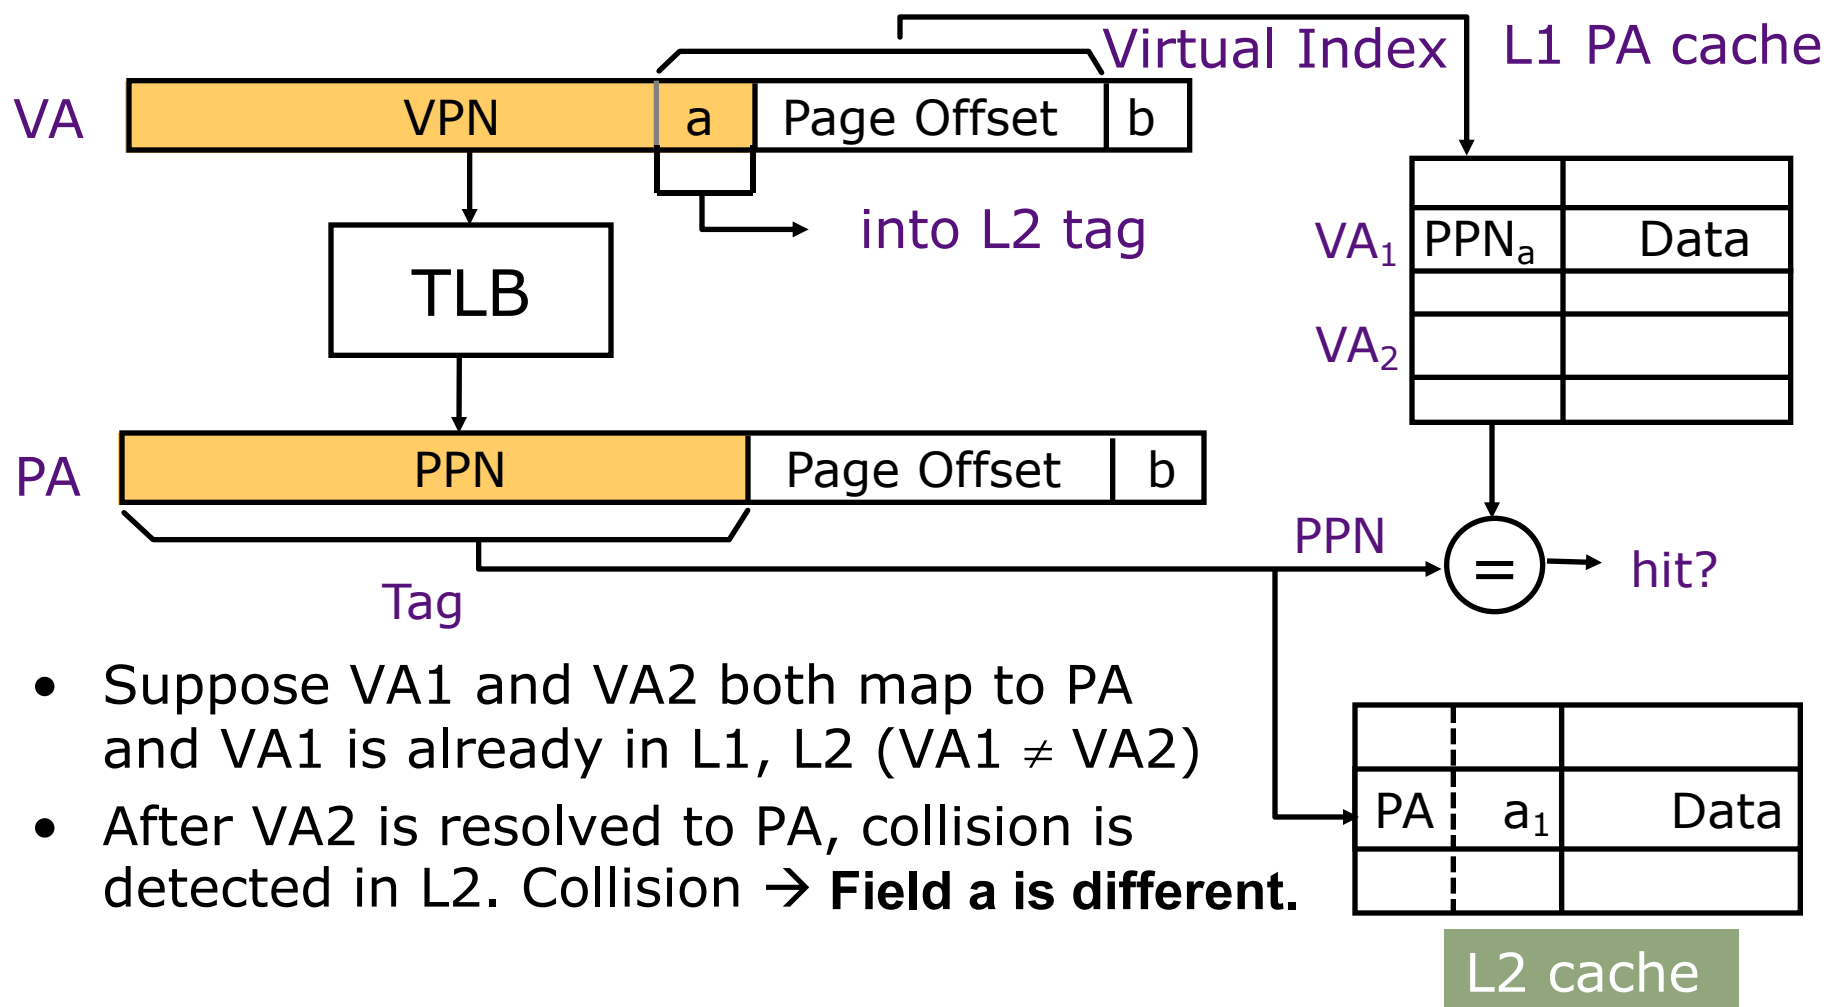 Virtual Index
L1 PA cache
VA
VPN
a
Page Offset
b
into L2 tag
TLB
VA₁
PPNₐ
Data
VA₂
PA
PPN
Page Offset
b
PPN
=
hit?
Tag
• Suppose VA1 and VA2 both map to PA
and VA1 is already in L1, L2 (VA1 ≠ VA2)
• After VA2 is resolved to PA, collision is
detected in L2. Collision → Field a is different.
PA
a₁
Data
L2 cache